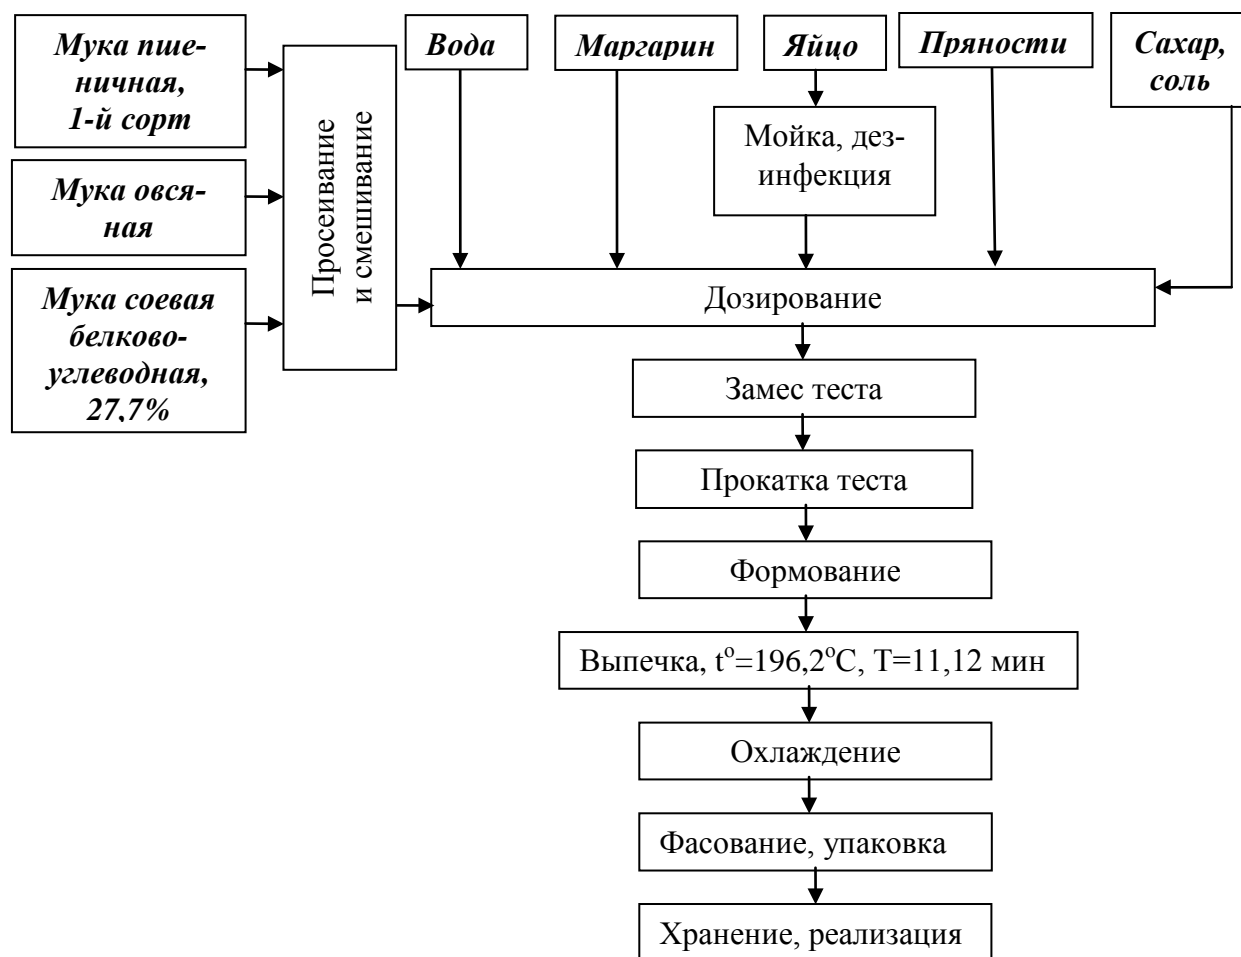 Мука пше-
ничная,
1-й сорт
Мука овся-
ная
Мука соевая
белково-
углеводная,
27,7%
Просеивание
и смешивание
Вода
Маргарин
Яйцо
Пряности
Сахар,
соль
Мойка, дез-
инфекция
Дозирование
Замес теста
Прокатка теста
Формование
Выпечка, tº=196,2ºС, Т=11,12 мин
Охлаждение
Фасование, упаковка
Хранение, реализация